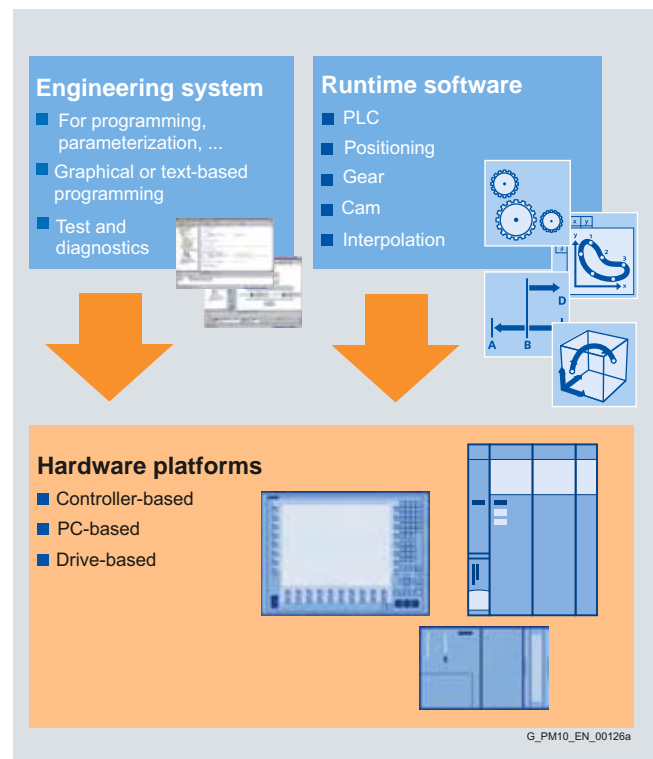 Engineering system
For programming,
parameterization, ...
Graphical or text-based
programming
Test and
diagnostics
Runtime software
PLC
Positioning
Gear
Cam
Interpolation
x y
y 1
2
3
x
D
A B
Hardware platforms
Controller-based
PC-based
Drive-based
G_PM10_EN_00126a